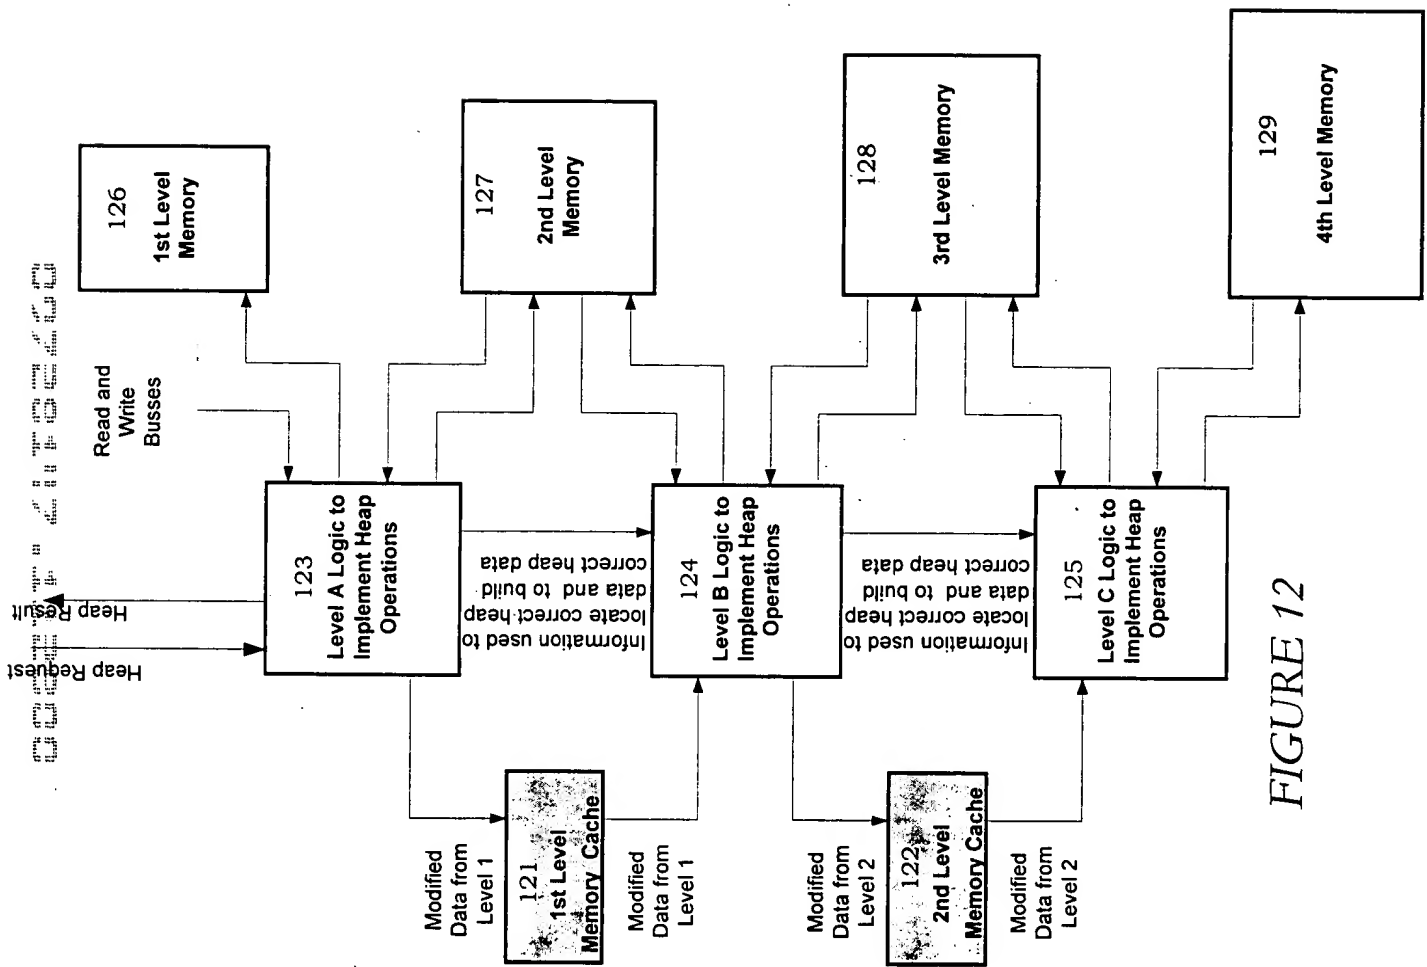 Heap Request
Heap Result
Read and
Write
Busses
126
1st Level
Memory
123
Level A Logic to
Implement Heap
Operations
127
2nd Level
Memory
Modified
Data from
Level 1
121
1st Level
Memory Cache
Modified
Data from
Level 1
Information used to
locate correct heap
data and to build
correct heap data
124
Level B Logic to
Implement Heap
Operations
128
3rd Level Memory
Modified
Data from
Level 2
122
2nd Level
Memory Cache
Modified
Data from
Level 2
Information used to
locate correct heap
data and to build
correct heap data
125
Level C Logic to
Implement Heap
Operations
129
4th Level Memory
FIGURE 12